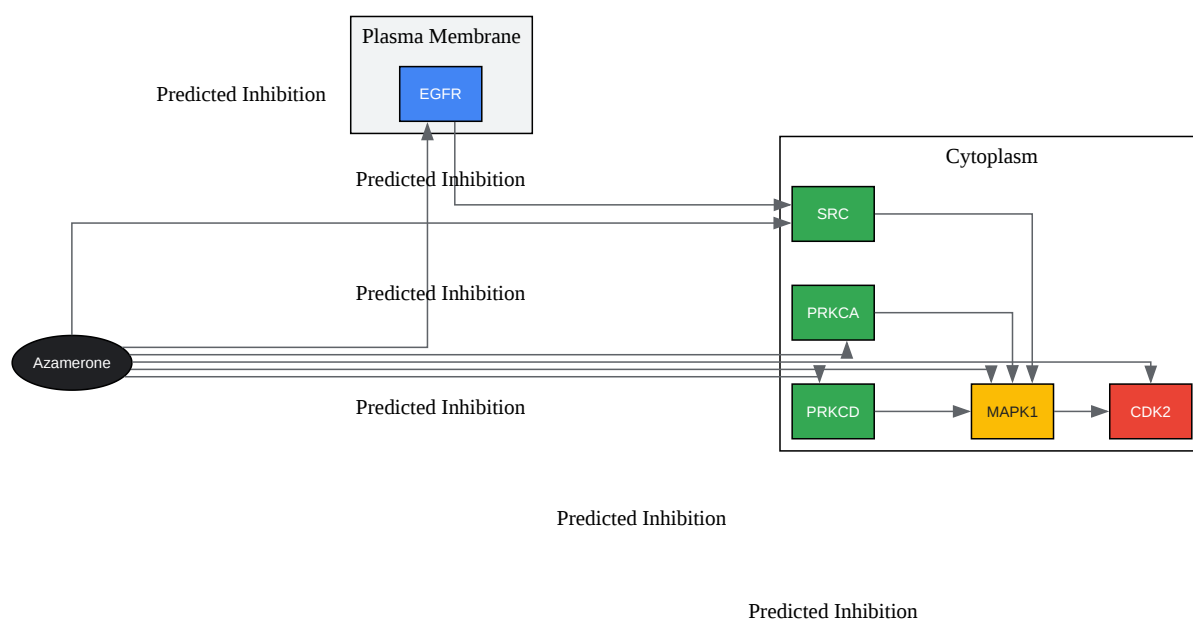 Plasma Membrane
EGFR
Predicted Inhibition
Cytoplasm
Predicted Inhibition
SRC
Predicted Inhibition
PRKCA
Azamerone
Predicted Inhibition
PRKCD
MAPK1
CDK2
Predicted Inhibition
Predicted Inhibition